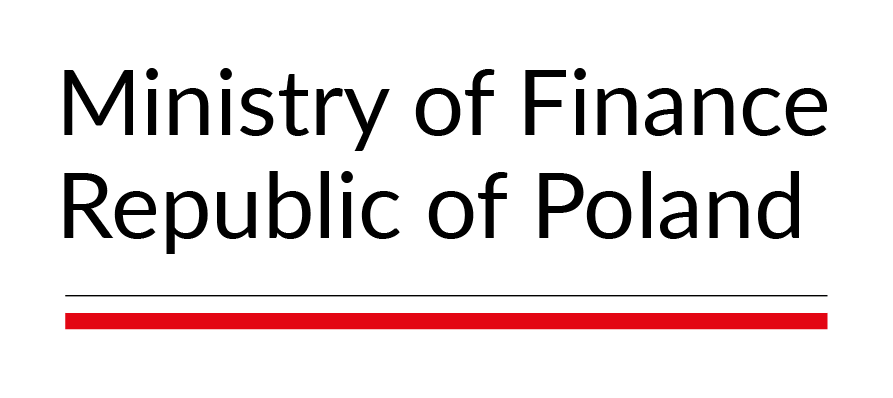 Ministry of Finance
Republic of Poland